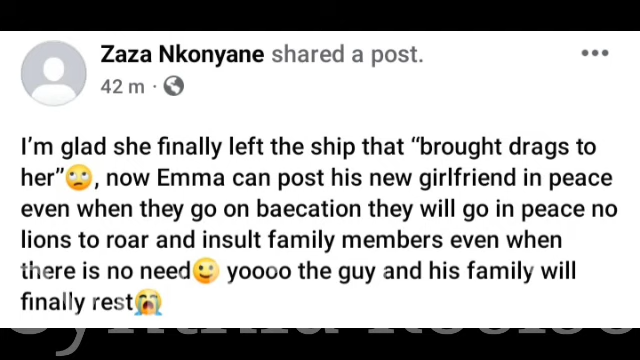 Zaza Nkonyane shared a post.
42 m ·
I'm glad she finally left the ship that “brought drags to
her”🙄, now Emma can post his new girlfriend in peace
even when they go on baecation they will go in peace no
lions to roar and insult family members even when
there is no need🙂 yoooo the guy and his family will
finally rest😭